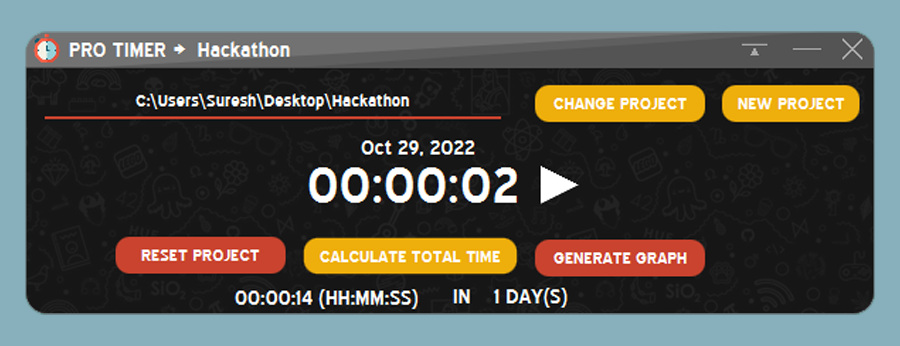 PRO TIMER → Hackathon
C:\Users\Suresh\Desktop\Hackathon
CHANGE PROJECT
NEW PROJECT
Oct 29, 2022
00:00:02
RESET PROJECT
CALCULATE TOTAL TIME
GENERATE GRAPH
00:00:14 (HH:MM:SS) IN 1 DAY(S)